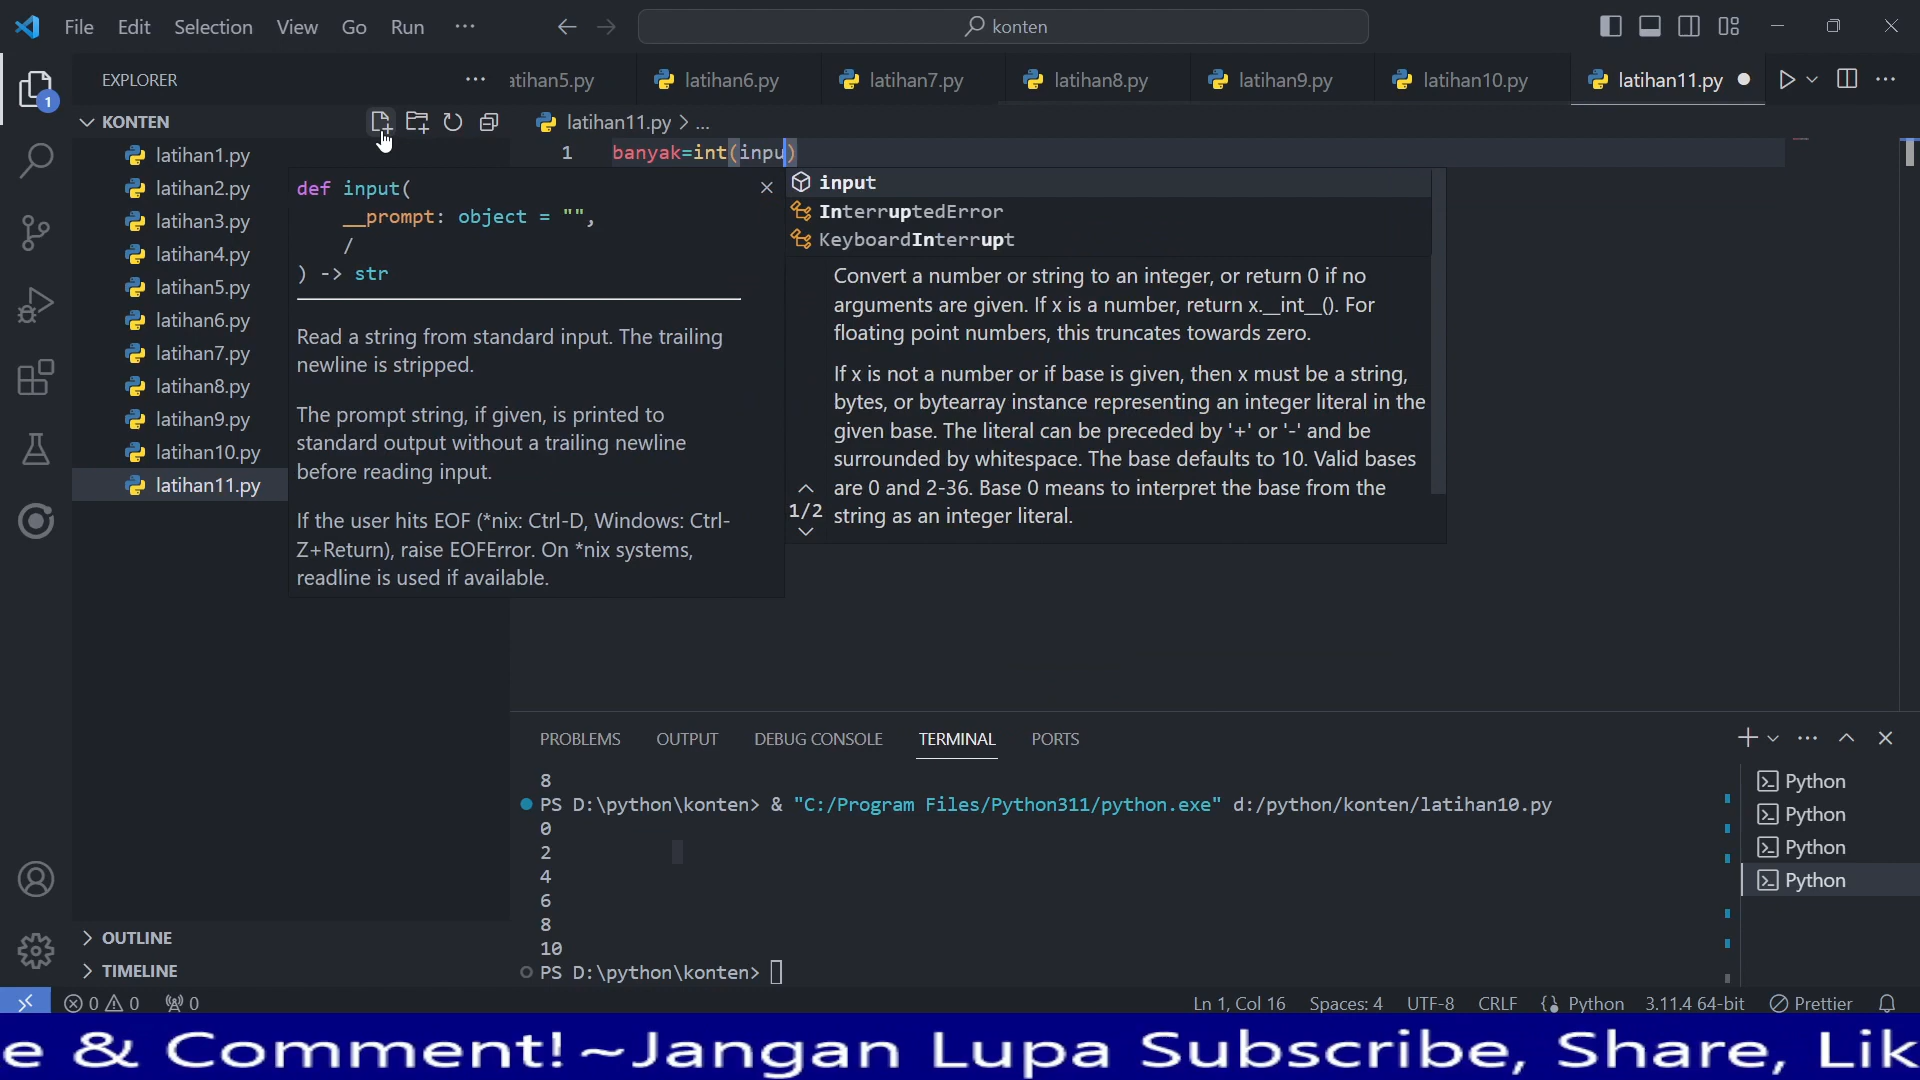 File Edit Selection View Go Run ··· konten
EXPLORER ··· latihan6.py latihan7.py latihan8.py latihan9.py latihan10.py latihan11.py
KONTEN
latihan11.py > ...
latihan1.py
latihan2.py
latihan3.py
latihan4.py
latihan5.py
latihan6.py
latihan7.py
latihan8.py
latihan9.py
latihan10.py
latihan11.py
1 banyak=int(inpu)
def input(
__prompt: object = "",
/
) -> str
Read a string from standard input. The trailing
newline is stripped.
The prompt string, if given, is printed to
standard output without a trailing newline
before reading input.
If the user hits EOF (*nix: Ctrl-D, Windows: Ctrl-
Z+Return), raise EOFError. On *nix systems,
readline is used if available.
input
InterruptedError
KeyboardInterrupt
Convert a number or string to an integer, or return 0 if no
arguments are given. If x is a number, return x.__int__(). For
floating point numbers, this truncates towards zero.
If x is not a number or if base is given, then x must be a string,
bytes, or bytearray instance representing an integer literal in the
given base. The literal can be preceded by '+' or '-' and be
surrounded by whitespace. The base defaults to 10. Valid bases
are 0 and 2-36. Base 0 means to interpret the base from the
1/2 string as an integer literal.
PROBLEMS OUTPUT DEBUG CONSOLE TERMINAL PORTS
8
PS D:\python\konten> & "C:/Program Files/Python311/python.exe" d:/python/konten/latihan10.py
0
2
4
6
8
10
PS D:\python\konten>
Python
Python
Python
Python
OUTLINE
TIMELINE
0 0 0 Ln 1, Col 16 Spaces: 4 UTF-8 CRLF Python 3.11.4 64-bit Prettier
e & Comment! ~Jangan Lupa Subscribe, Share, Lik